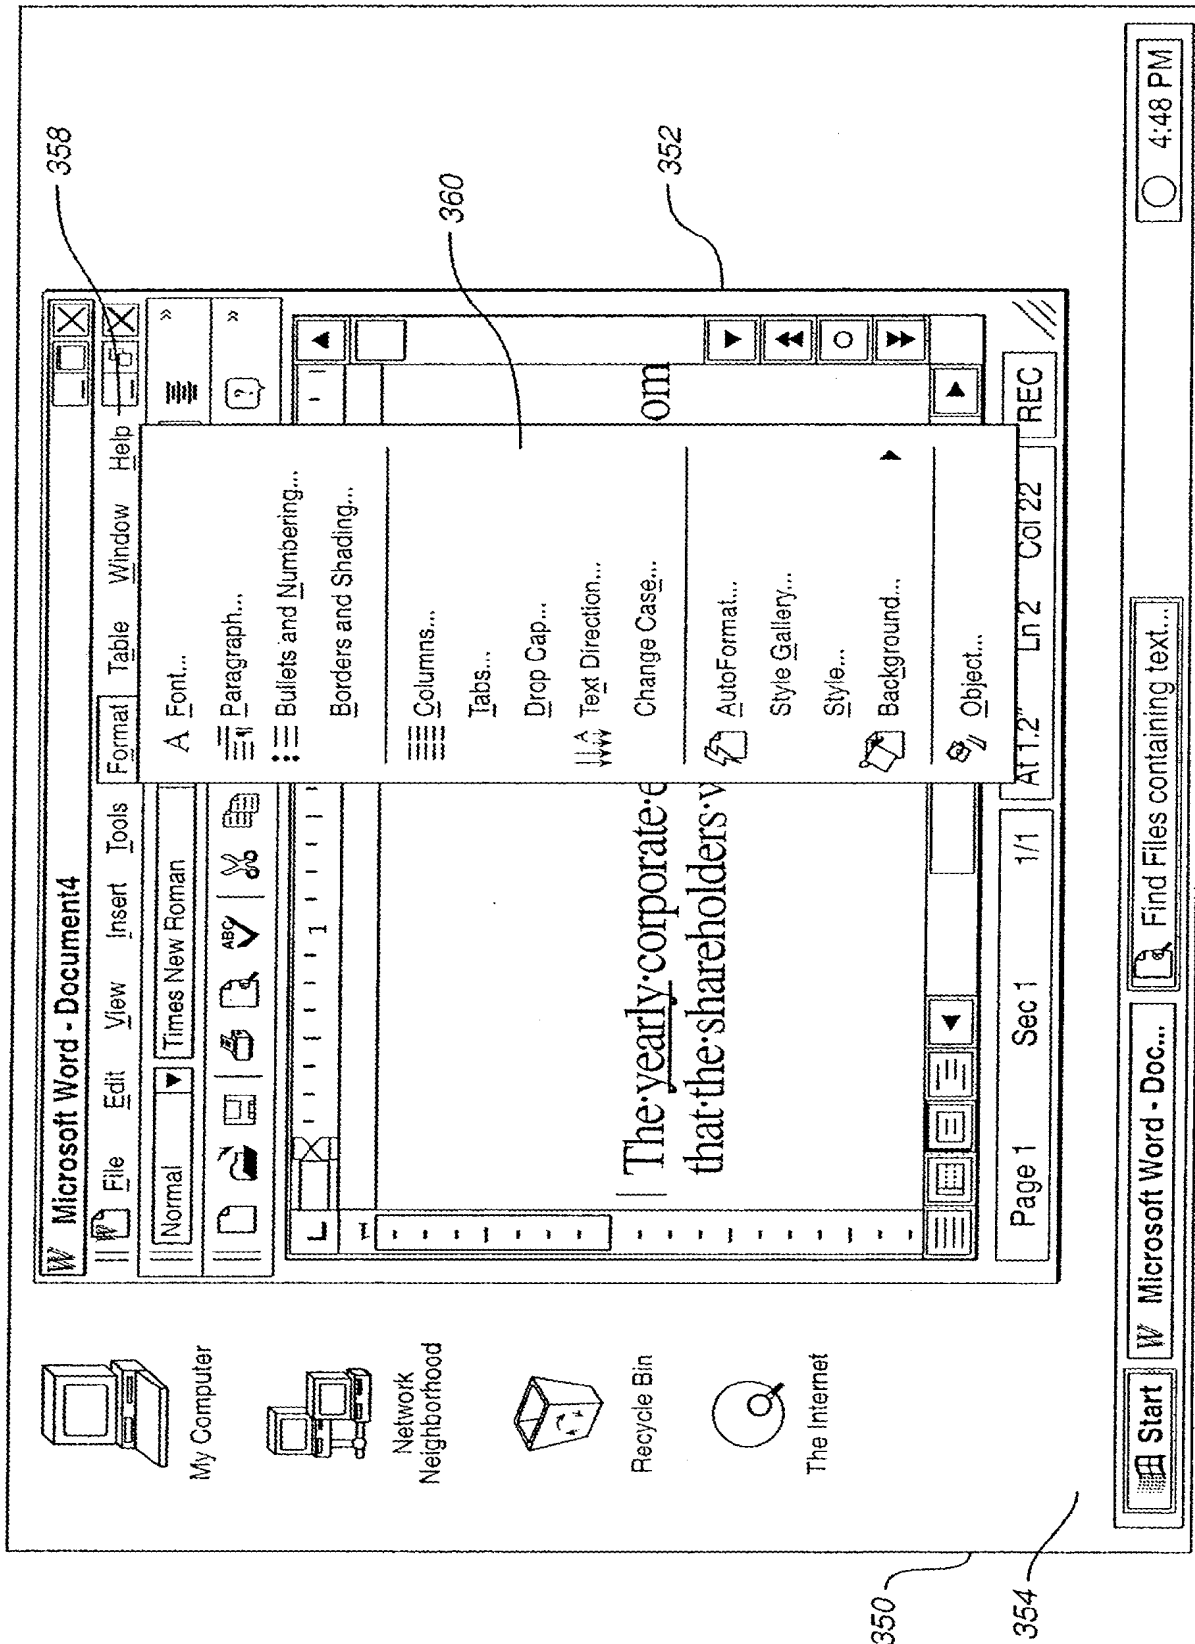 W Microsoft Word - Document4
File Edit View Insert Tools Format Table Window Help
Normal Times New Roman
ABC ?
L 1
A Font...
Paragraph...
Bullets and Numbering...
Borders and Shading...
Columns...
Tabs...
Drop Cap...
A Text Direction...
Change Case...
AutoFormat...
Style Gallery...
Style...
Background...
Object...
The·yearly·corporate·e om
that·the·shareholders·v
Page 1 Sec 1 1/1 At 1.2" Ln 2 Col 22 REC
My Computer
Network
Neighborhood
Recycle Bin
The Internet
Start W Microsoft Word - Doc... Find Files containing text... 4:48 PM
358
360
352
350
354